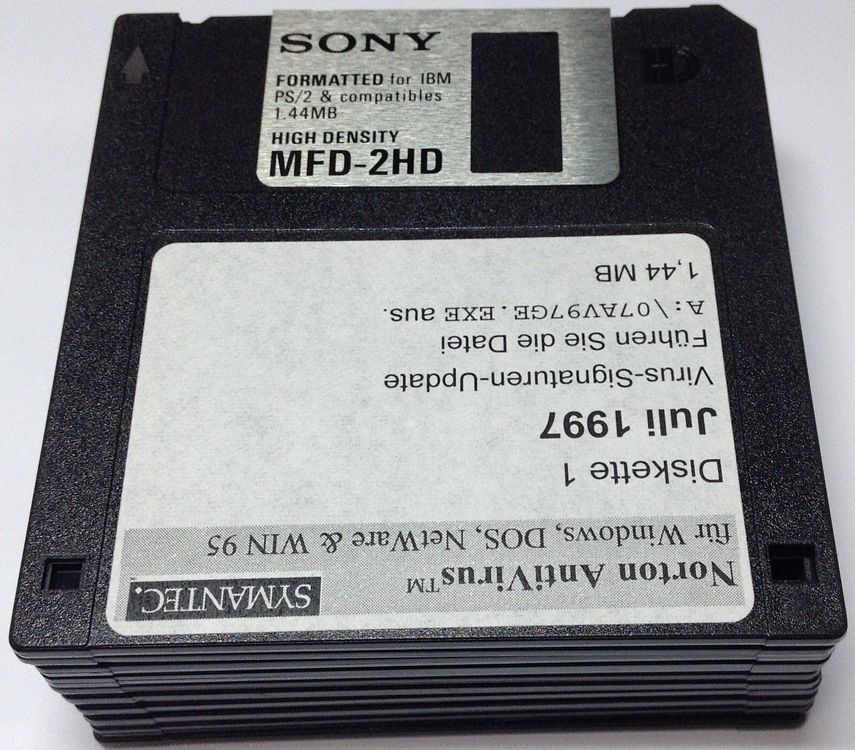 SONY
FORMATTED for IBM
PS/2 & compatibles
1.44MB
HIGH DENSITY
MFD-2HD
HD
Norton AntiVirus™
SYMANTEC.
für Windows, DOS, NetWare & WIN 95
Diskette 1
Juli 1997
Virus-Signaturen-Update
Führen Sie die Datei
A:\07AV97GE.EXE aus.
1,44 MB